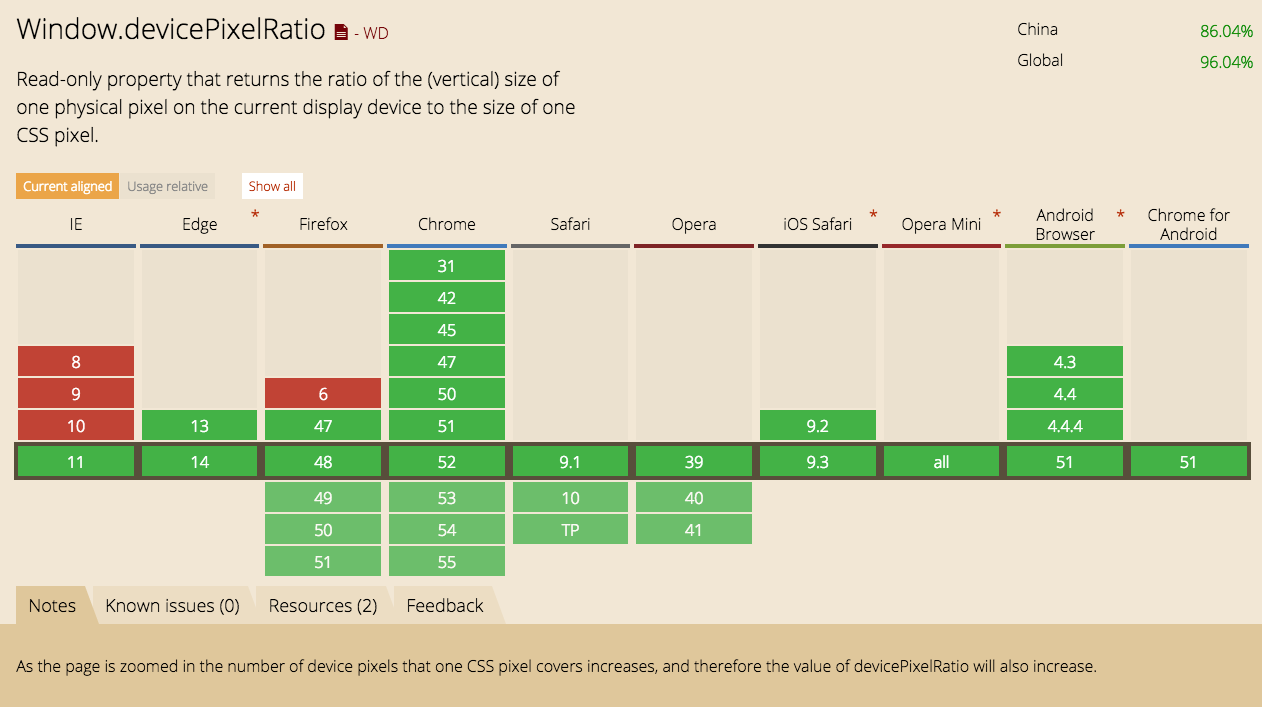 Window.devicePixelRatio - WD
China 86.04%
Global 96.04%
Read-only property that returns the ratio of the (vertical) size of
one physical pixel on the current display device to the size of one
CSS pixel.
Current aligned Usage relative Show all
IE Edge * Firefox Chrome Safari Opera iOS Safari * Opera Mini * Android Browser * Chrome for Android
31
42
45
8 47 4.3
9 6 50 4.4
10 13 47 51 9.2 4.4.4
11 14 48 52 9.1 39 9.3 all 51 51
49 53 10 40
50 54 TP 41
51 55
Notes Known issues (0) Resources (2) Feedback
As the page is zoomed in the number of device pixels that one CSS pixel covers increases, and therefore the value of devicePixelRatio will also increase.